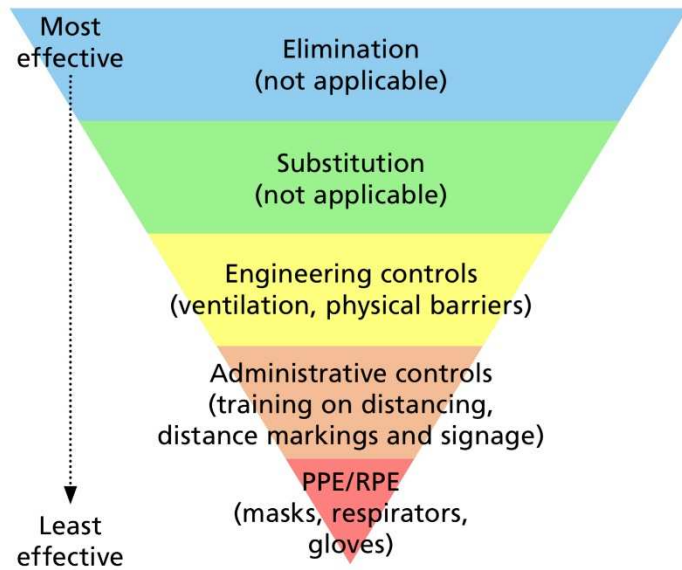 Most
effective
Elimination
(not applicable)
Substitution
(not applicable)
Engineering controls
(ventilation, physical barriers)
Administrative controls
(training on distancing,
distance markings and signage)
PPE/RPE
(masks, respirators,
gloves)
Least
effective